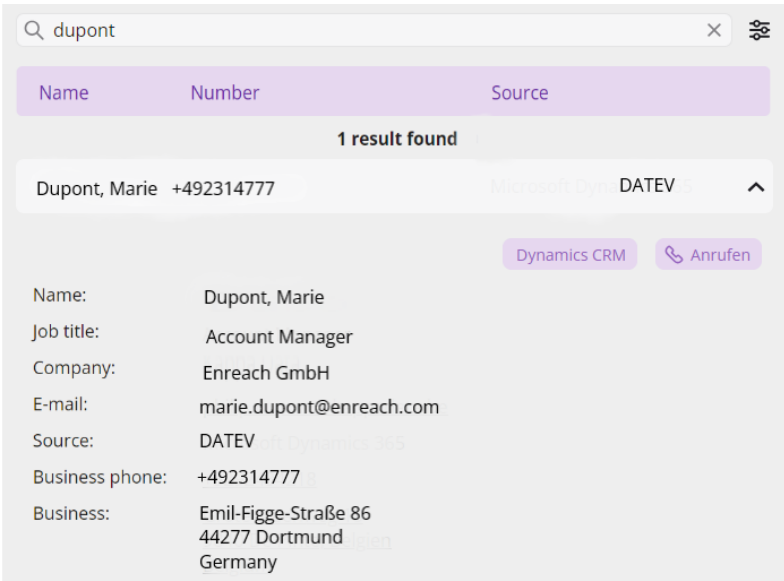 dupont
Name Number Source
1 result found
Dupont, Marie +492314777 DATEV
Dynamics CRM Anrufen
Name: Dupont, Marie
Job title: Account Manager
Company: Enreach GmbH
E-mail: marie.dupont@enreach.com
Source: DATEV
Business phone: +492314777
Business: Emil-Figge-Straße 86
44277 Dortmund
Germany